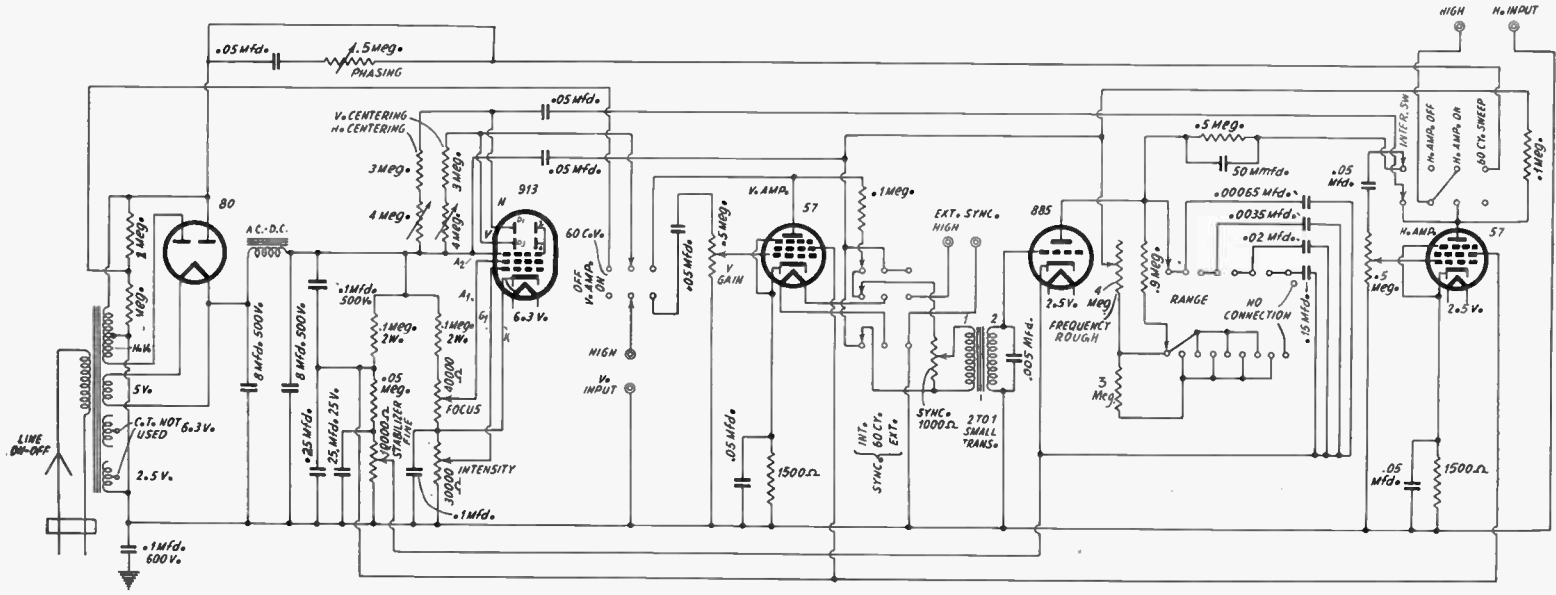 .05 Mfd.
.5 Meg.
PHASING
HIGH
H. INPUT
V. CENTERING
H. CENTERING
.05 Mfd.
3 Meg.
3 Meg.
4 Meg.
4 Meg.
.05 Mfd.
913
H
V
D1
D2
A2
A1
G1
K
6.3 V.
80
A.C.-D.C.
2 Meg.
Meg.
H.V.
5 V.
C.T. NOT
USED
6.3 V.
2.5 V.
LINE
ON-OFF
.1 Mfd.
600 V.
8 Mfd. 500 V.
8 Mfd. 500 V.
.1 Mfd.
500 V.
.1 Meg.
2 W.
.1 Meg.
2 W.
.05
Meg.
40000
Ω
FOCUS
.25 Mfd.
25 Mfd. 25 V.
10000 Ω
STABILIZER
FINE
INTENSITY
30000
Ω
.1 Mfd.
60 C.V.
OFF
V. AMP.
ON
HIGH
V.
INPUT
.05 Mfd.
.5 Meg.
V
GAIN
V. AMP.
57
.1 Meg.
.05 Mfd.
1500 Ω
EXT. SYNC.
HIGH
INT.
60 CY.
EXT.
SYNC.
SYNC.
1000 Ω
1
2
2 TO 1
SMALL
TRANS.
.005 Mfd.
885
2.5 V.
4
Meg.
FREQUENCY
ROUGH
3
Meg.
.9 Meg.
RANGE
NO
CONNECTION
.5 Meg.
50 mmfd.
.00065 Mfd.
.0035 Mfd.
.02 Mfd.
.15 Mfd.
.05
Mfd.
INTER. SW
H. AMP. OFF
H. AMP. ON
60 CY. SWEEP
.1 Meg.
H. AMP.
57
.5
Meg.
2.5 V.
.05
Mfd.
1500 Ω